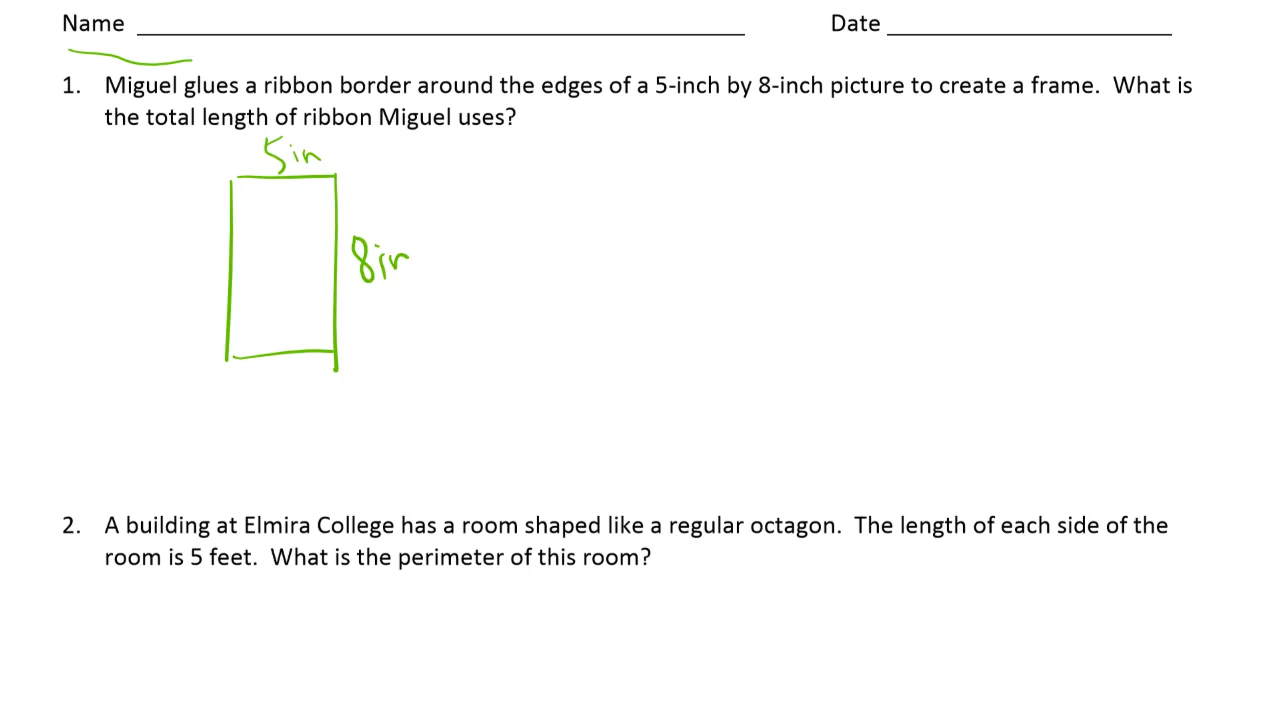 Name Date
1. Miguel glues a ribbon border around the edges of a 5-inch by 8-inch picture to create a frame. What is
the total length of ribbon Miguel uses?
5in
8in
2. A building at Elmira College has a room shaped like a regular octagon. The length of each side of the
room is 5 feet. What is the perimeter of this room?